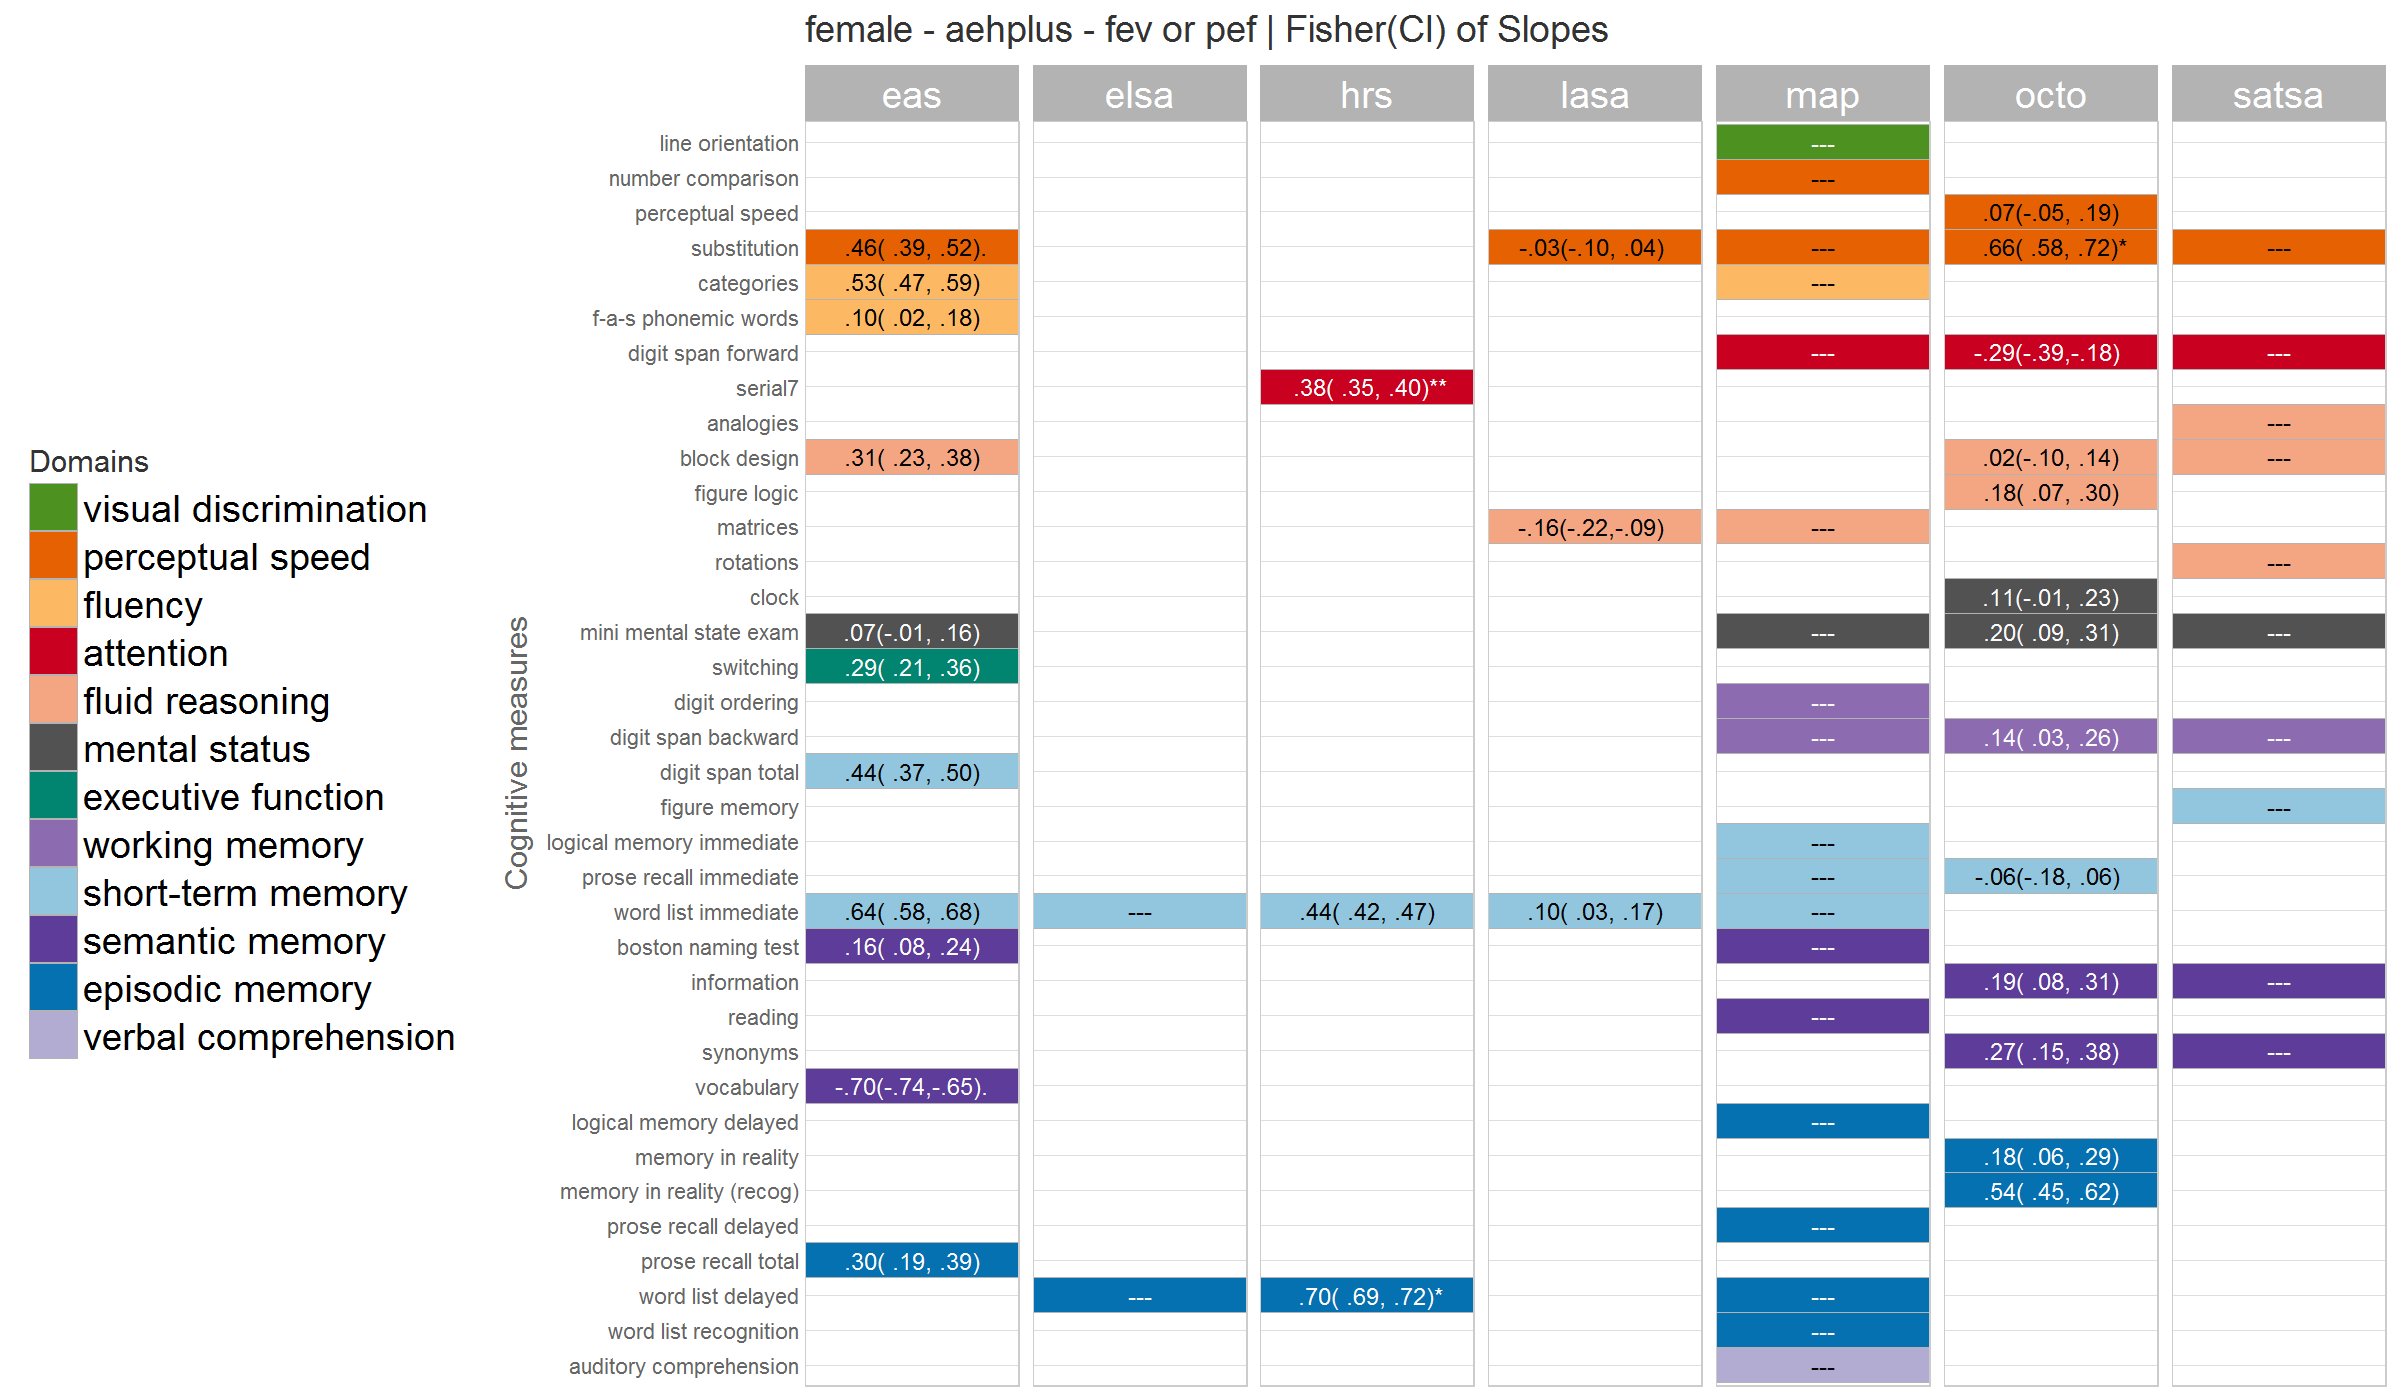 female - aehplus - fev or pef | Fisher(CI) of Slopes
eas elsa hrs lasa map octo satsa
line orientation ---
number comparison ---
perceptual speed .07(-.05, .19)
substitution .46( .39, .52). -.03(-.10, .04) --- .66( .58, .72)* ---
categories .53( .47, .59) ---
f-a-s phonemic words .10( .02, .18)
digit span forward --- -.29(-.39,-.18) ---
serial7 .38( .35, .40)**
analogies ---
block design .31( .23, .38) .02(-.10, .14) ---
figure logic .18( .07, .30)
matrices -.16(-.22,-.09) ---
rotations ---
clock .11(-.01, .23)
mini mental state exam .07(-.01, .16) --- .20( .09, .31) ---
switching .29( .21, .36)
digit ordering ---
digit span backward --- .14( .03, .26) ---
digit span total .44( .37, .50)
figure memory ---
logical memory immediate ---
prose recall immediate --- -.06(-.18, .06)
word list immediate .64( .58, .68) --- .44( .42, .47) .10( .03, .17) ---
boston naming test .16( .08, .24) ---
information .19( .08, .31) ---
reading ---
synonyms .27( .15, .38) ---
vocabulary -.70(-.74,-.65).
logical memory delayed ---
memory in reality .18( .06, .29)
memory in reality (recog) .54( .45, .62)
prose recall delayed ---
prose recall total .30( .19, .39)
word list delayed --- .70( .69, .72)* ---
word list recognition ---
auditory comprehension ---
Cognitive measures
Domains
visual discrimination
perceptual speed
fluency
attention
fluid reasoning
mental status
executive function
working memory
short-term memory
semantic memory
episodic memory
verbal comprehension